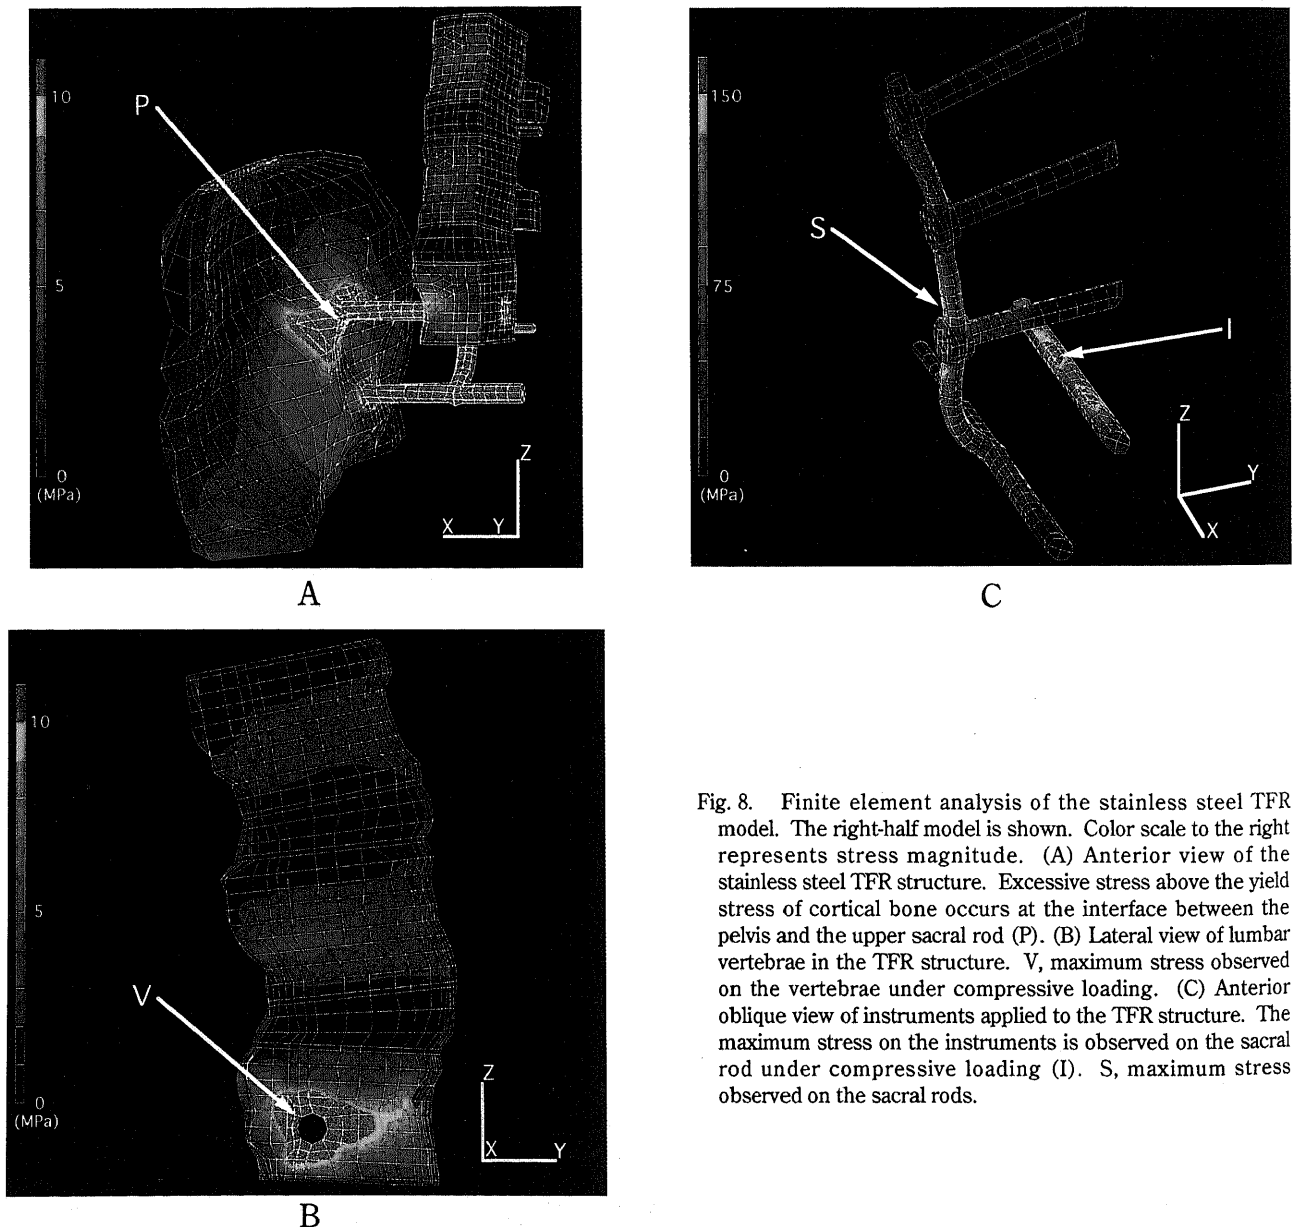 P
10
5
0
(MPa)
Z
X
Y
A
150
75
0
(MPa)
S
I
Z
Y
X
C
10
5
0
(MPa)
V
Z
X
Y
B
Fig. 8. Finite element analysis of the stainless steel TFR
model. The right-half model is shown. Color scale to the right
represents stress magnitude. (A) Anterior view of the
stainless steel TFR structure. Excessive stress above the yield
stress of cortical bone occurs at the interface between the
pelvis and the upper sacral rod (P). (B) Lateral view of lumbar
vertebrae in the TFR structure. V, maximum stress observed
on the vertebrae under compressive loading. (C) Anterior
oblique view of instruments applied to the TFR structure. The
maximum stress on the instruments is observed on the sacral
rod under compressive loading (I). S, maximum stress
observed on the sacral rods.